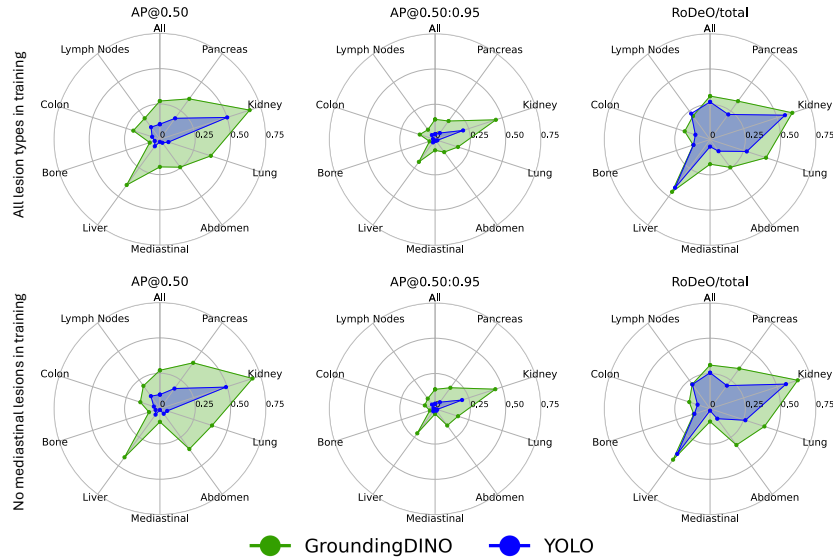 AP@0.50
AP@0.50:0.95
RoDeO/total
All
All
All
Lymph Nodes
Pancreas
Lymph Nodes
Pancreas
Lymph Nodes
Pancreas
Colon
Kidney
Colon
Kidney
Colon
Kidney
0 0,25 0,50 0,75
0 0,25 0,50 0,75
0 0,25 0,50 0,75
Bone
Lung
Bone
Lung
Bone
Lung
Liver
Abdomen
Liver
Abdomen
Liver
Abdomen
Mediastinal
Mediastinal
Mediastinal
All lesion types in training
AP@0.50
AP@0.50:0.95
RoDeO/total
All
All
All
Lymph Nodes
Pancreas
Lymph Nodes
Pancreas
Lymph Nodes
Pancreas
Colon
Kidney
Colon
Kidney
Colon
Kidney
0 0,25 0,50 0,75
0 0,25 0,50 0,75
0 0,25 0,50 0,75
Bone
Lung
Bone
Lung
Bone
Lung
Liver
Abdomen
Liver
Abdomen
Liver
Abdomen
Mediastinal
Mediastinal
Mediastinal
No mediastinal lesions in training
GroundingDINO
YOLO